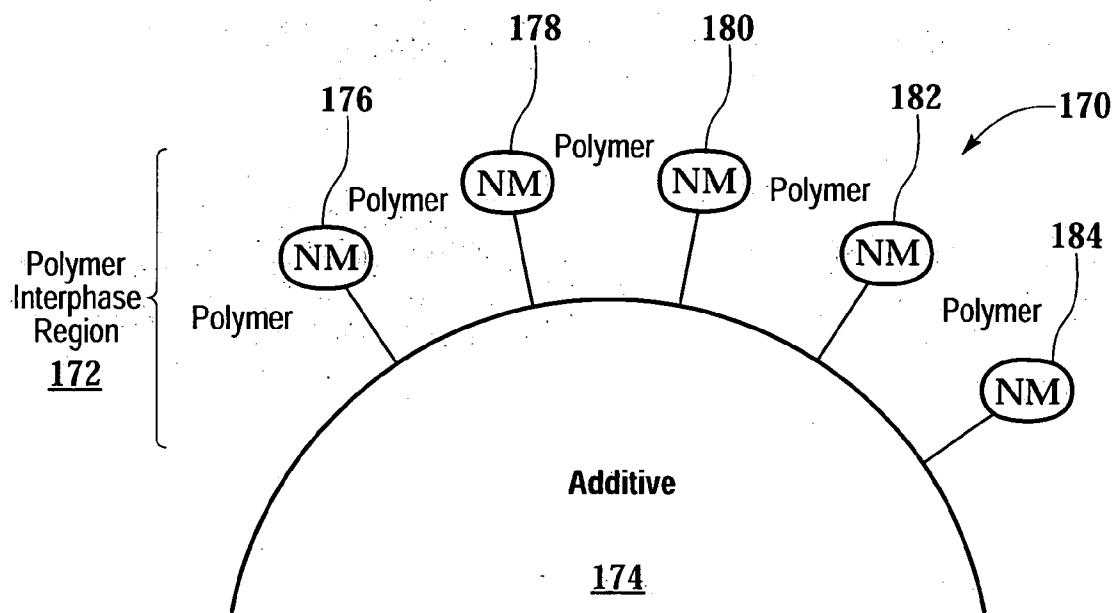 178
180
176
182
170
Polymer
NM
NM
Polymer
Polymer
184
NM
NM
Polymer
Interphase
Region
172
Polymer
Polymer
NM
Additive
174